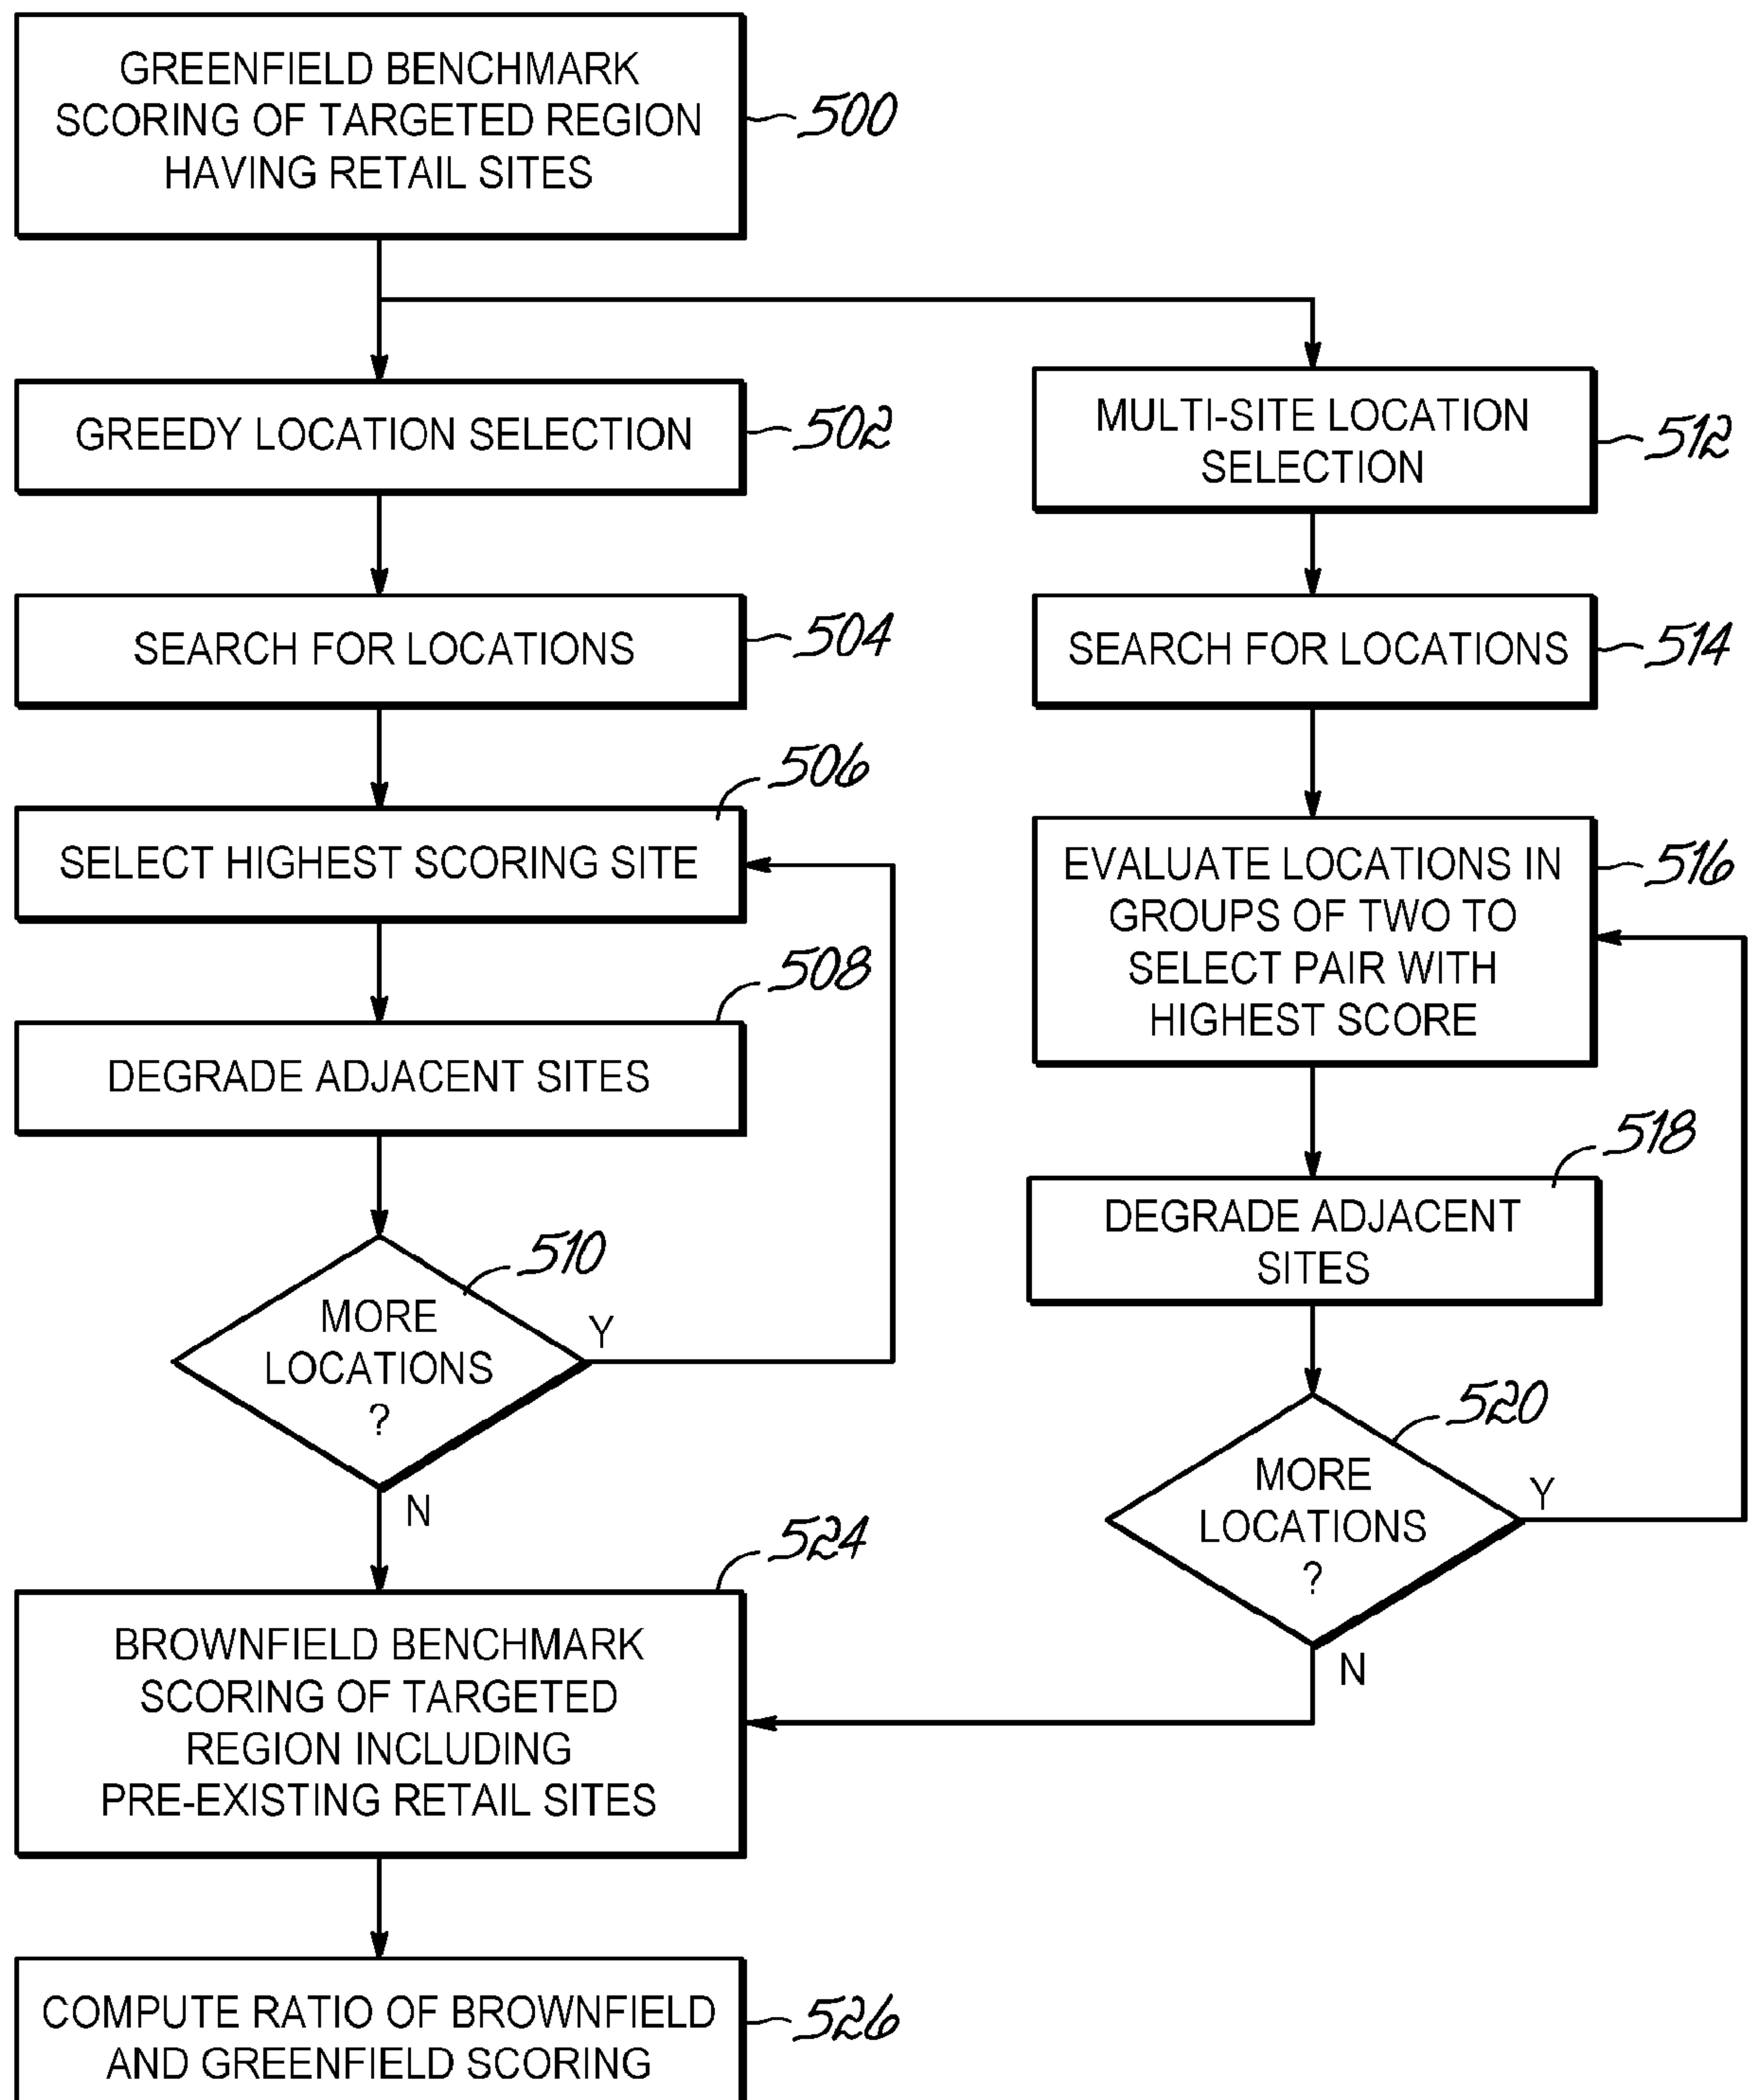 GREENFIELD BENCHMARK
SCORING OF TARGETED REGION
HAVING RETAIL SITES
500
GREEDY LOCATION SELECTION
502
SEARCH FOR LOCATIONS
504
506
SELECT HIGHEST SCORING SITE
508
DEGRADE ADJACENT SITES
510
MORE
LOCATIONS
?
Y
N
MULTI-SITE LOCATION
SELECTION
512
SEARCH FOR LOCATIONS
514
EVALUATE LOCATIONS IN
GROUPS OF TWO TO
SELECT PAIR WITH
HIGHEST SCORE
516
518
DEGRADE ADJACENT
SITES
520
MORE
LOCATIONS
?
Y
N
524
BROWNFIELD BENCHMARK
SCORING OF TARGETED
REGION INCLUDING
PRE-EXISTING RETAIL SITES
COMPUTE RATIO OF BROWNFIELD
AND GREENFIELD SCORING
526